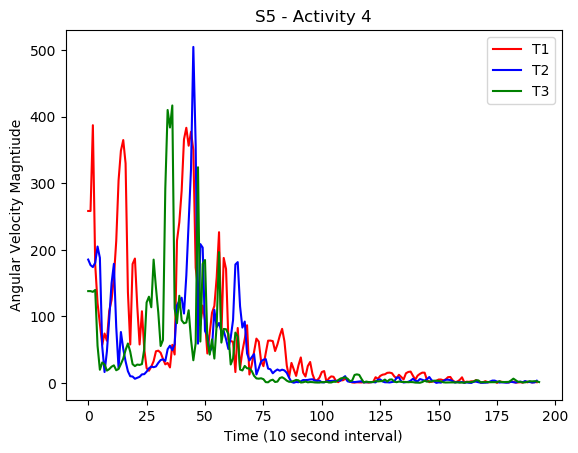 S5 - Activity 4
Angular Velocity Magntiude
500
400
300
200
100
0
0 25 50 75 100 125 150 175 200
Time (10 second interval)
T1
T2
T3